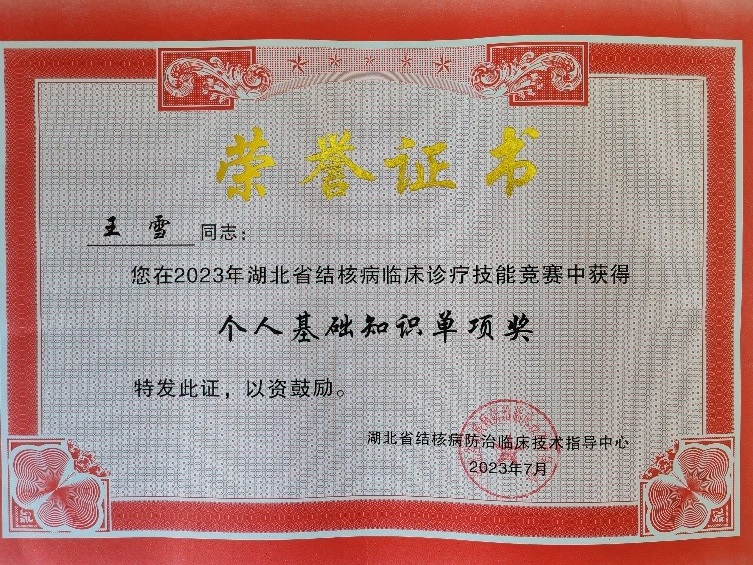 荣誉证书
王雪 同志：
您在2023年湖北省结核病临床诊疗技能竞赛中获得
个人基础知识单项奖
特发此证，以资鼓励。
湖北省结核病防治临床技术指导中心
2023年7月